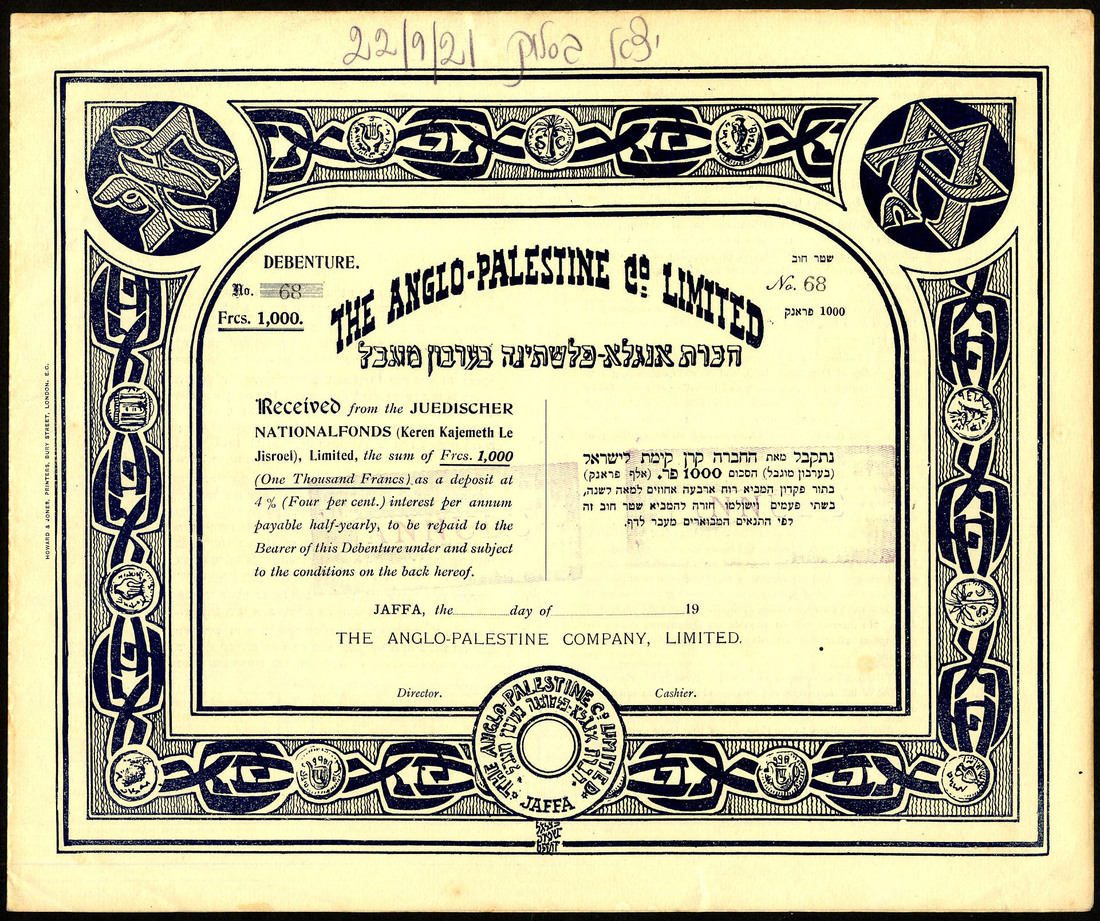 22/9/21
DEBENTURE.
No. 68
Frcs. 1,000.
THE ANGLO-PALESTINE Co. LIMITED
חברת אנגלא-פלשתינה בערבון מוגבל
שטר חוב
No. 68
1000 פראנק
Received from the JUEDISCHER
NATIONALFONDS (Keren Kajemeth Le
Jisroel), Limited, the sum of Frcs. 1,000
(One Thousand Francs) as a deposit at
4 % (Four per cent.) interest per annum
payable half-yearly, to be repaid to the
Bearer of this Debenture under and subject
to the conditions on the back hereof.
נתקבל מאת החברה קרן קימת לישראל
(בערבון מוגבל) הסכום 1000 פר. (אלף פראנק)
בתור פקדון המביא רוח ארבעה אחוזים למאה לשנה,
בשתי פעמים וישולמו חזרה להמביא שטר חוב זה
לפי התנאים המבוארים מעבר לדף.
JAFFA, the day of 19
THE ANGLO-PALESTINE COMPANY, LIMITED.
Director.
Cashier.
THE ANGLO-PALESTINE Co. LIMITED
JAFFA
HOWARD & JONES, PRINTERS, BURY STREET, LONDON, E.C.